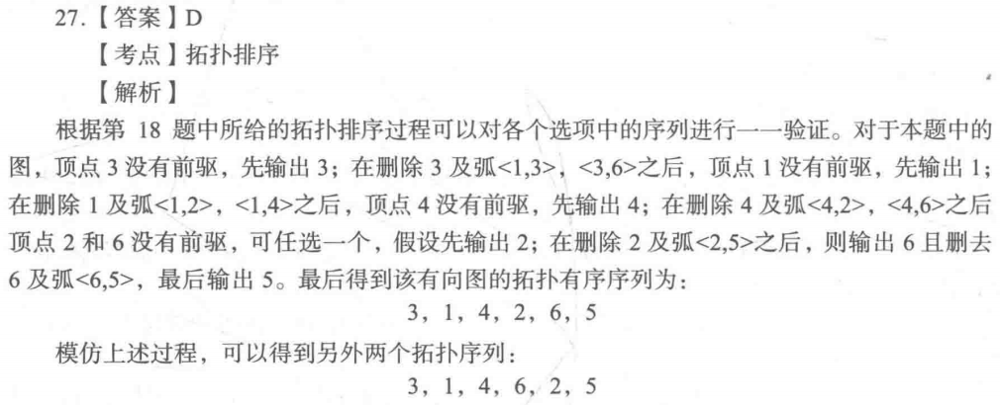 27.【答案】D
【考点】拓扑排序
【解析】
根据第 18 题中所给的拓扑排序过程可以对各个选项中的序列进行一一验证。对于本题中的
图，顶点 3 没有前驱，先输出 3；在删除 3 及弧<1,3>，<3,6>之后，顶点 1 没有前驱，先输出 1；
在删除 1 及弧<1,2>，<1,4>之后，顶点 4 没有前驱，先输出 4；在删除 4 及弧<4,2>，<4,6>之后
顶点 2 和 6 没有前驱，可任选一个，假设先输出 2；在删除 2 及弧<2,5>之后，则输出 6 且删去
6 及弧<6,5>，最后输出 5。最后得到该有向图的拓扑有序序列为：
3，1，4，2，6，5
模仿上述过程，可以得到另外两个拓扑序列：
3，1，4，6，2，5